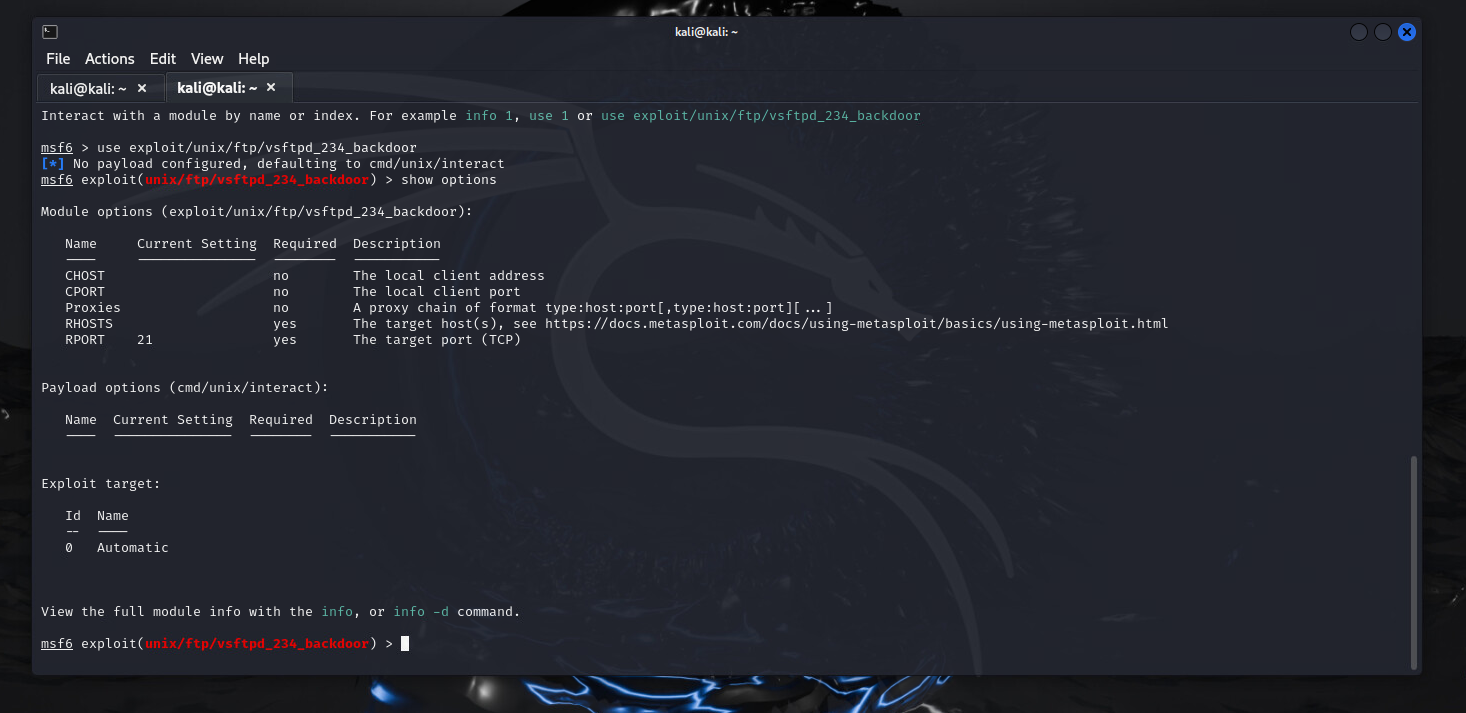 kali@kali: ~
File Actions Edit View Help
kali@kali: ~ × kali@kali: ~ ×
Interact with a module by name or index. For example info 1, use 1 or use exploit/unix/ftp/vsftpd_234_backdoor
msf6 > use exploit/unix/ftp/vsftpd_234_backdoor
[*] No payload configured, defaulting to cmd/unix/interact
msf6 exploit(unix/ftp/vsftpd_234_backdoor) > show options
Module options (exploit/unix/ftp/vsftpd_234_backdoor):
Name Current Setting Required Description
---- --------------- -------- -----------
CHOST no The local client address
CPORT no The local client port
Proxies no A proxy chain of format type:host:port[,type:host:port][...]
RHOSTS yes The target host(s), see https://docs.metasploit.com/docs/using-metasploit/basics/using-metasploit.html
RPORT 21 yes The target port (TCP)
Payload options (cmd/unix/interact):
Name Current Setting Required Description
---- --------------- -------- -----------
Exploit target:
Id Name
-- ----
0 Automatic
View the full module info with the info, or info -d command.
msf6 exploit(unix/ftp/vsftpd_234_backdoor) >